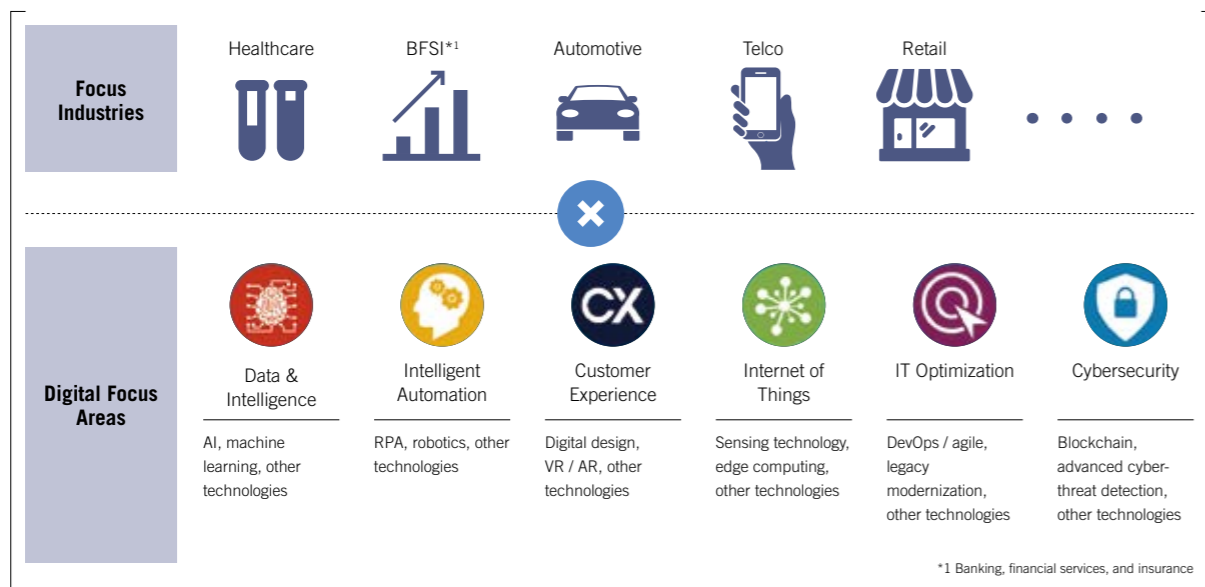 Focus
Industries
Healthcare
BFSI*1
Automotive
Telco
Retail
Digital Focus
Areas
Data &
Intelligence
AI, machine
learning, other
technologies
Intelligent
Automation
RPA, robotics, other
technologies
CX
Customer
Experience
Digital design,
VR / AR, other
technologies
Internet of
Things
Sensing technology,
edge computing,
other technologies
IT Optimization
DevOps / agile,
legacy
modernization,
other technologies
Cybersecurity
Blockchain,
advanced cyber-
threat detection,
other technologies
*1 Banking, financial services, and insurance